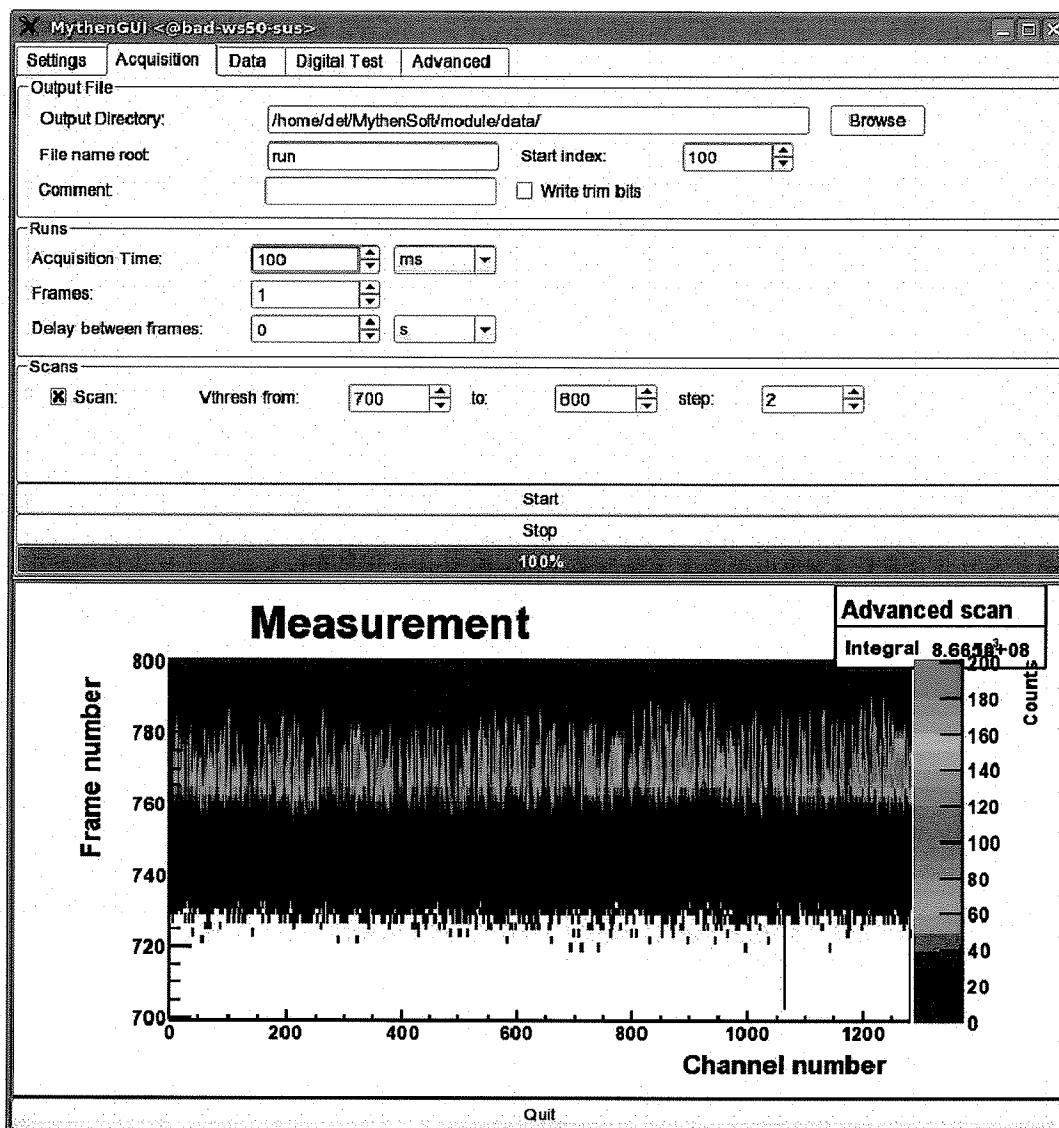 MythenGUI <@bad-ws50-sus>
Settings Acquisition Data Digital Test Advanced
Output File
Output Directory: /home/det/MythenSoft/module/data/ Browse
File name root: run Start index: 100
Comment: Write trim bits
Runs
Acquisition Time: 100 ms
Frames: 1
Delay between frames: 0 s
Scans
Scan: Vthresh from: 700 to: 800 step: 2
Start
Stop
100%
Measurement
Advanced scan
Integral
Frame number
800
780
760
740
720
700
0 200 400 600 800 1000 1200
Channel number
Counts
200
180
160
140
120
100
80
60
40
20
0
Quit